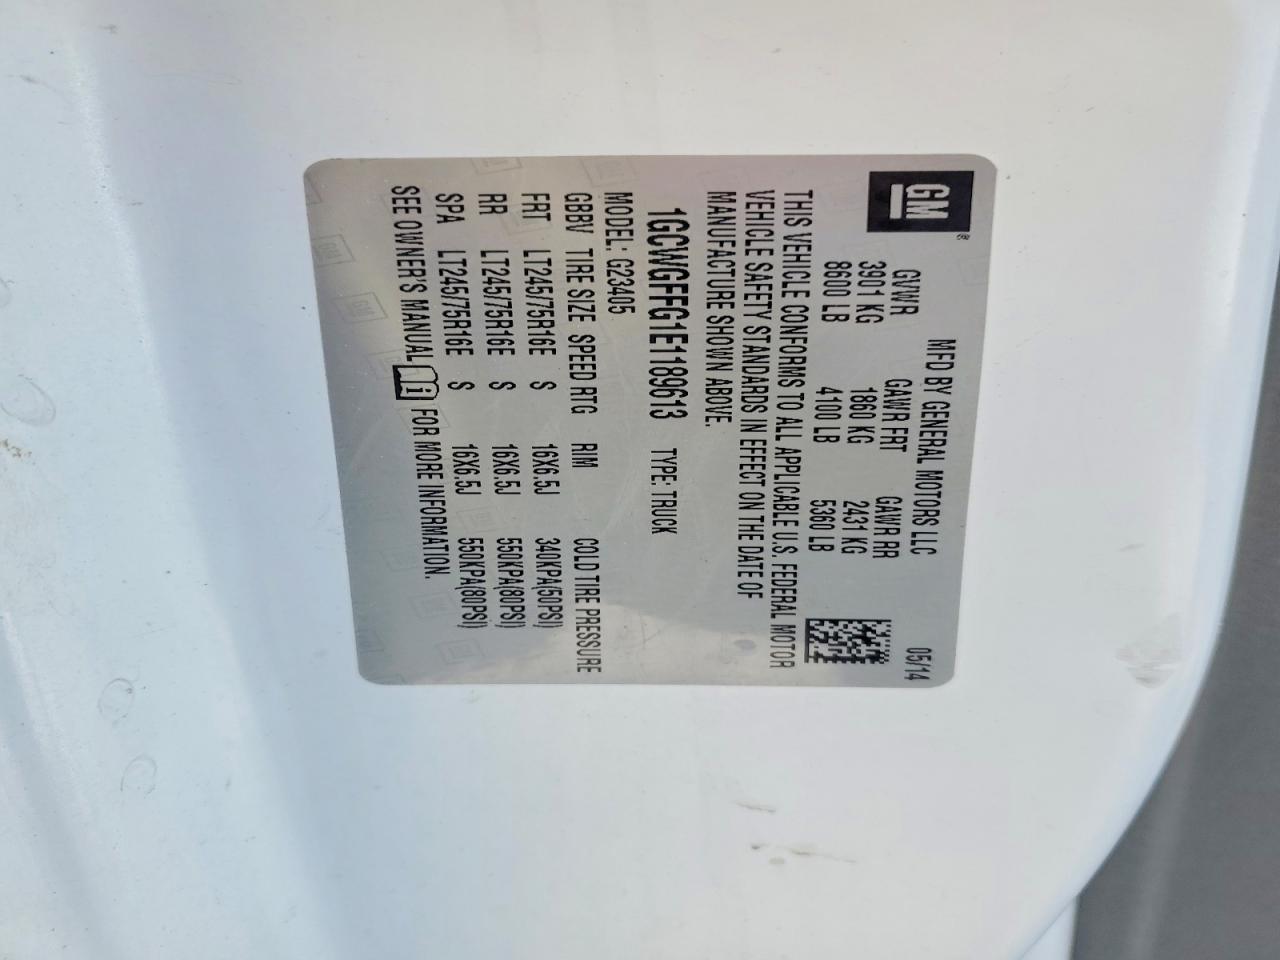 GM®
MFD BY GENERAL MOTORS LLC 05/14
GVWR GAWR FRT GAWR RR
3901 KG 1860 KG 2431 KG
8600 LB 4100 LB 5360 LB
THIS VEHICLE CONFORMS TO ALL APPLICABLE U.S. FEDERAL MOTOR
VEHICLE SAFETY STANDARDS IN EFFECT ON THE DATE OF
MANUFACTURE SHOWN ABOVE.
1GCWGFFG1E1189613 TYPE: TRUCK
MODEL: G23405
GBBV TIRE SIZE SPEED RTG RIM COLD TIRE PRESSURE
FRT LT245/75R16E S 16X6.5J 340KPA(50PSI)
RR LT245/75R16E S 16X6.5J 550KPA(80PSI)
SPA LT245/75R16E S 16X6.5J 550KPA(80PSI)
SEE OWNER'S MANUAL i FOR MORE INFORMATION.